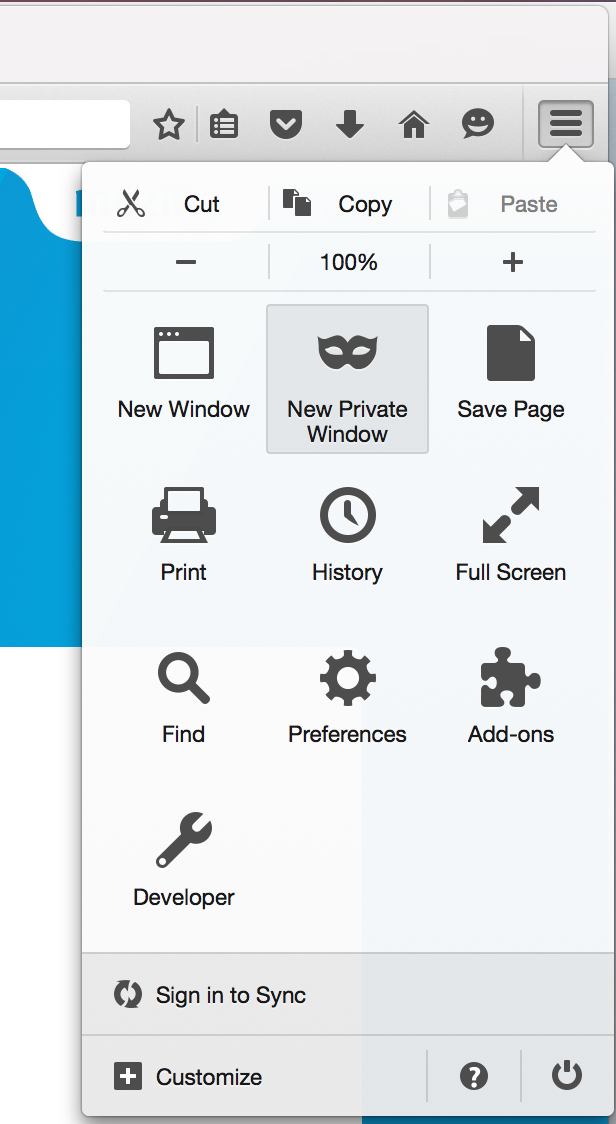 Cut Copy Paste
100%
New Window
New Private
Window
Save Page
Print History Full Screen
Find Preferences Add-ons
Developer
Sign in to Sync
Customize